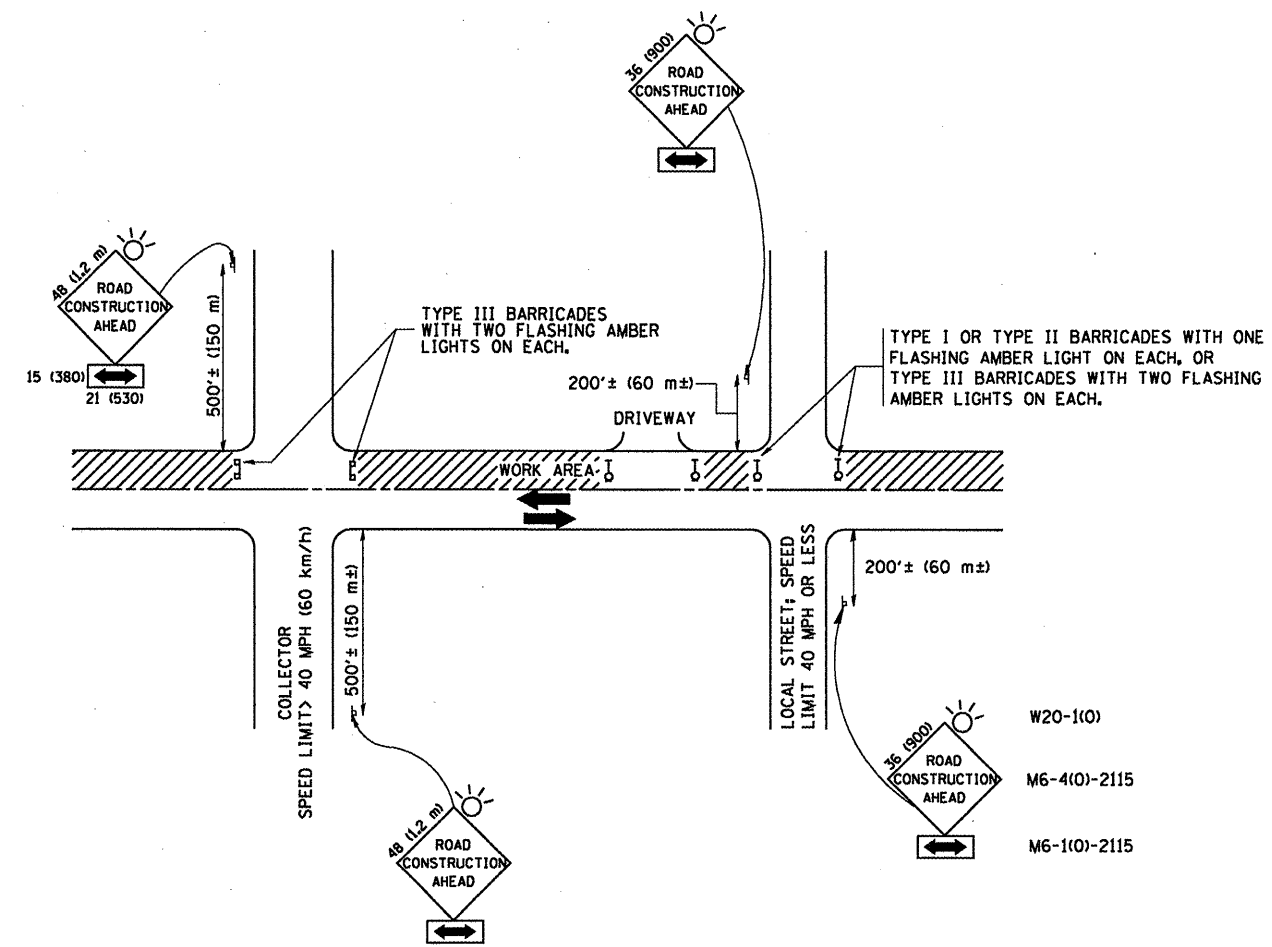 36 (900)
ROAD
CONSTRUCTION
AHEAD
48 (1.2 m)
ROAD
CONSTRUCTION
AHEAD
15 (380)
21 (530)
500'± (150 m)
TYPE III BARRICADES
WITH TWO FLASHING AMBER
LIGHTS ON EACH.
200'± (60 m±)
DRIVEWAY
TYPE I OR TYPE II BARRICADES WITH ONE
FLASHING AMBER LIGHT ON EACH. OR
TYPE III BARRICADES WITH TWO FLASHING
AMBER LIGHTS ON EACH.
WORK AREA
COLLECTOR
SPEED LIMIT> 40 MPH (60 km/h)
500'± (150 m±)
LOCAL STREET; SPEED
LIMIT 40 MPH OR LESS
200'± (60 m±)
36 (900)
ROAD
CONSTRUCTION
AHEAD
W20-1(O)
M6-4(O)-2115
M6-1(O)-2115
48 (1.2 m)
ROAD
CONSTRUCTION
AHEAD